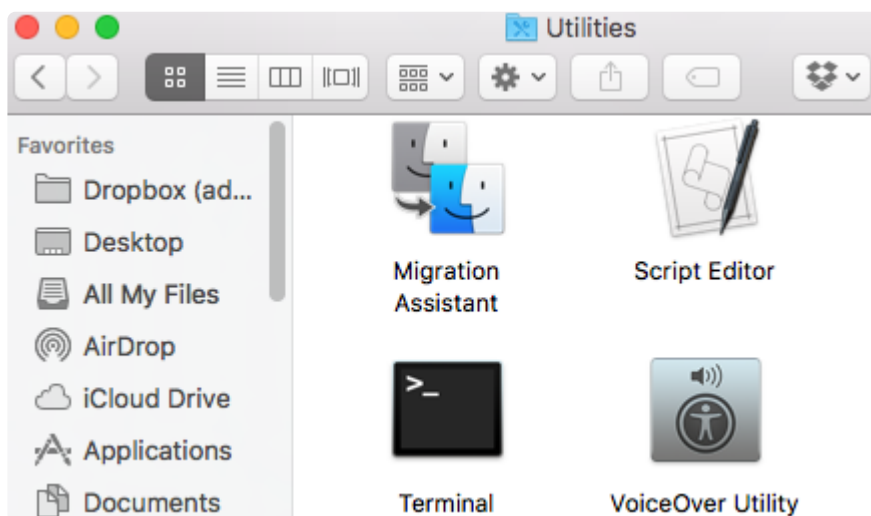 Utilities
Favorites
Dropbox (ad...
Desktop
All My Files
AirDrop
iCloud Drive
Applications
Documents
Migration
Assistant
Script Editor
>_
Terminal
VoiceOver Utility